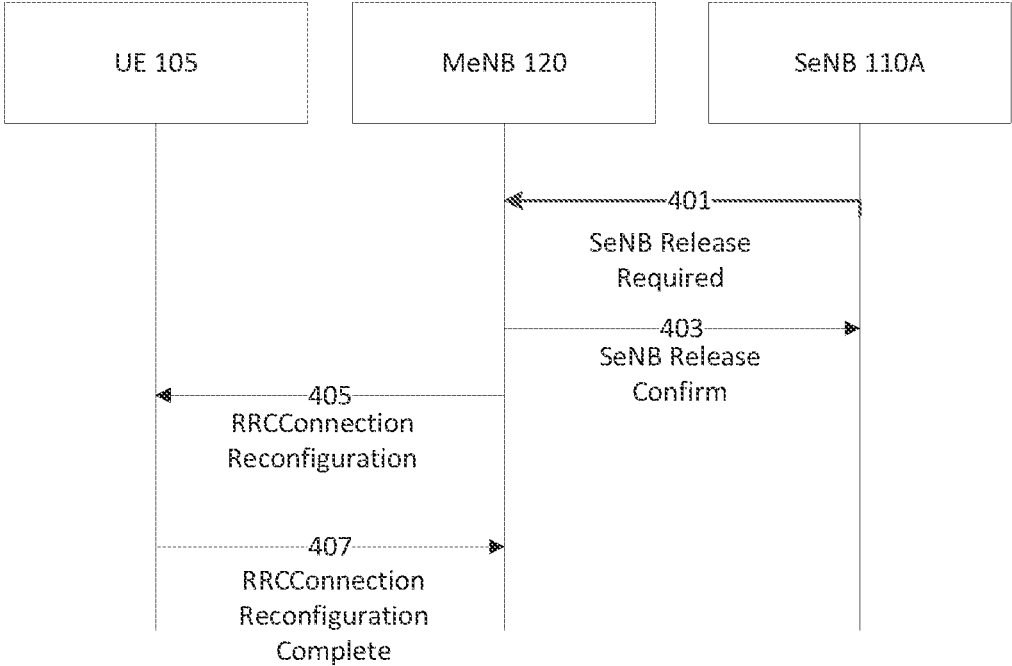 UE 105
MeNB 120
SeNB 110A
401
SeNB Release
Required
403
SeNB Release
Confirm
405
RRCConnection
Reconfiguration
407
RRCConnection
Reconfiguration
Complete